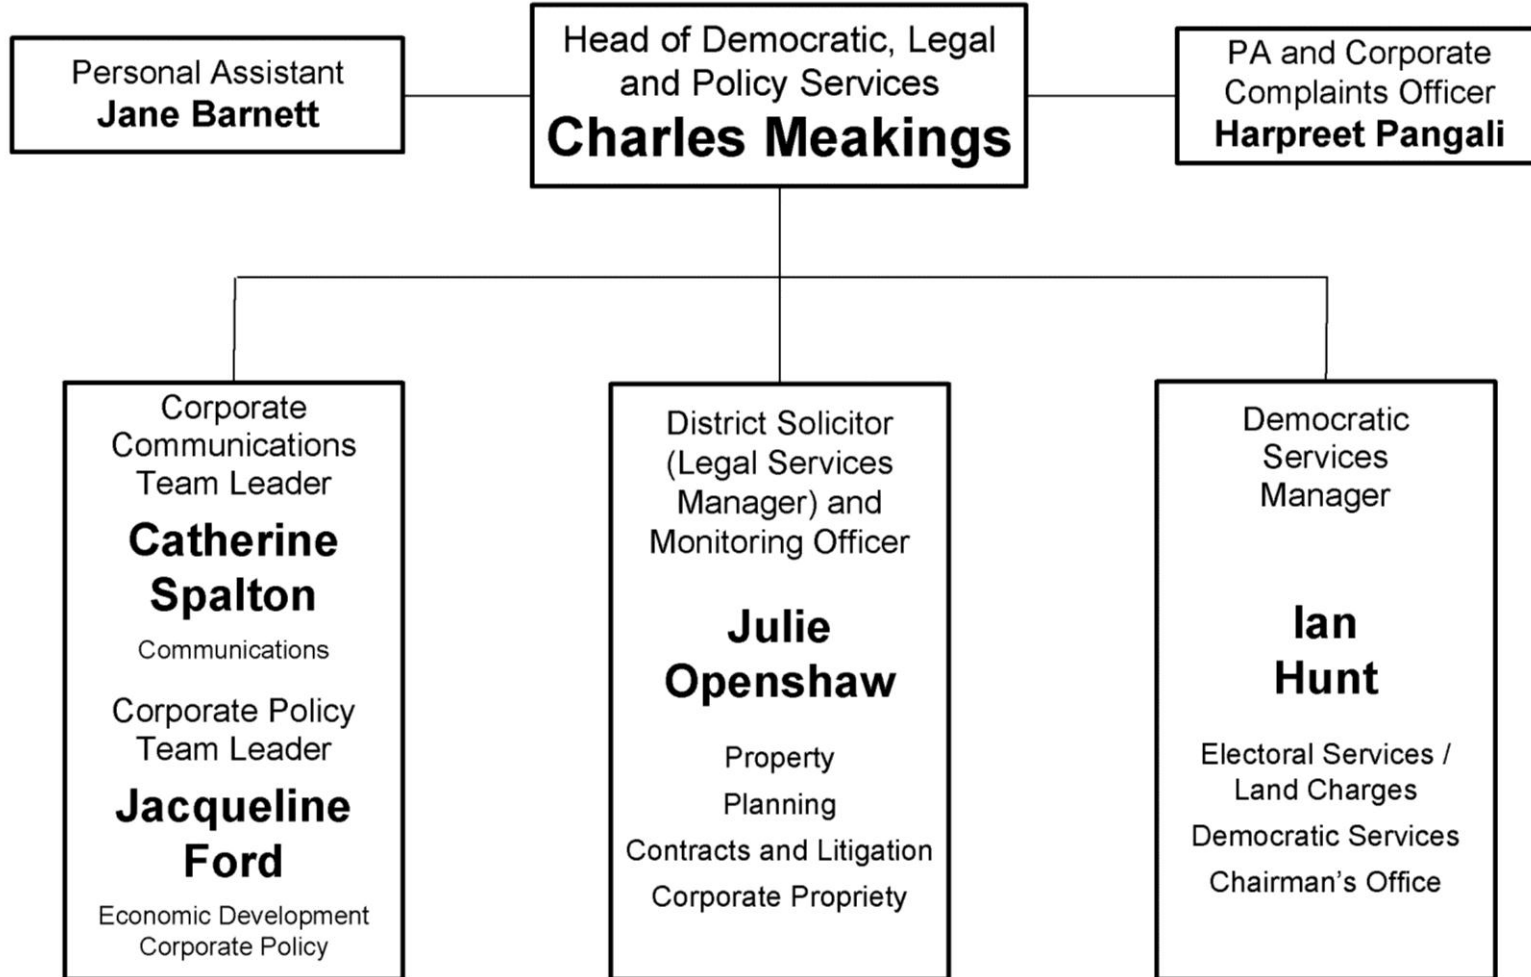 Personal Assistant
Jane Barnett
Head of Democratic, Legal
and Policy Services
Charles Meakings
PA and Corporate
Complaints Officer
Harpreet Pangali
Corporate
Communications
Team Leader
Catherine
Spalton
Communications
Corporate Policy
Team Leader
Jacqueline
Ford
Economic Development
Corporate Policy
District Solicitor
(Legal Services
Manager) and
Monitoring Officer
Julie
Openshaw
Property
Planning
Contracts and Litigation
Corporate Propriety
Democratic
Services
Manager
Ian
Hunt
Electoral Services /
Land Charges
Democratic Services
Chairman’s Office